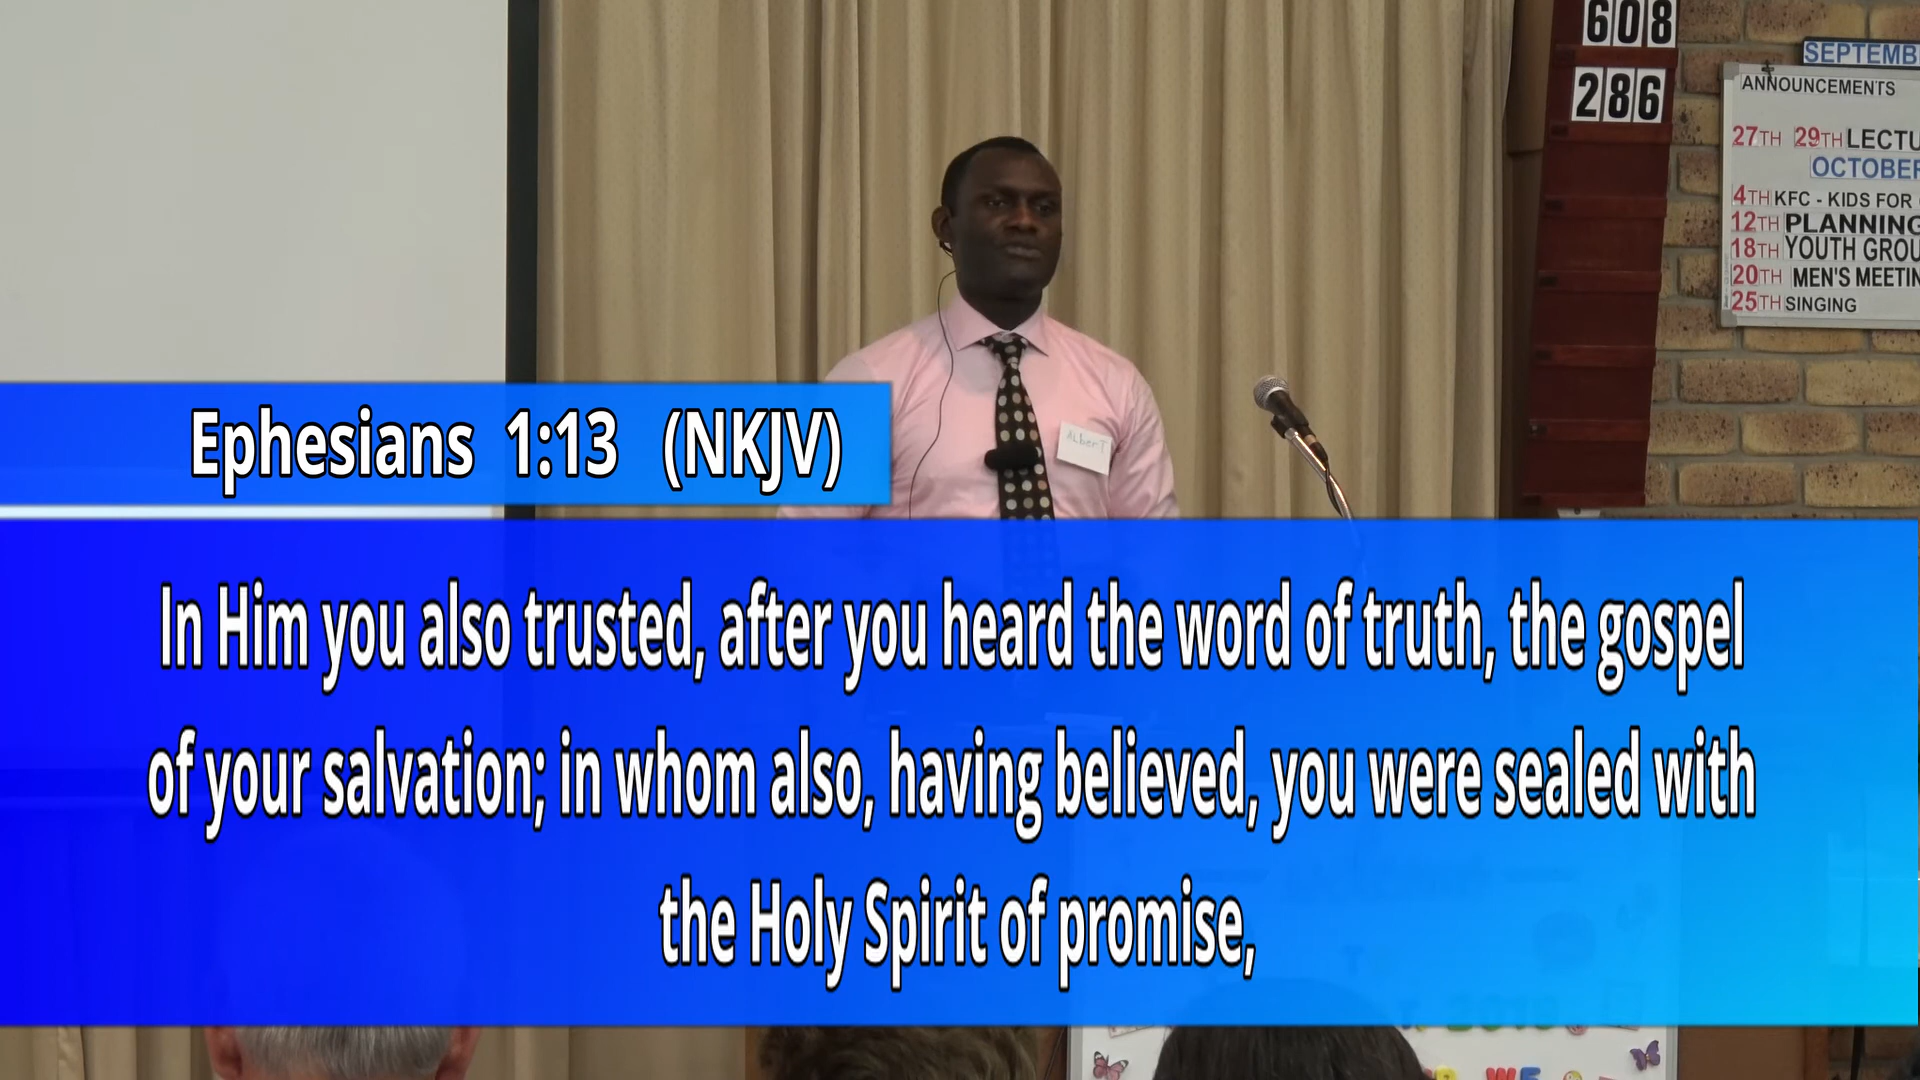 608
286
SEPTEMB
ANNOUNCEMENTS
27TH 29TH LECTU
OCTOBER
4TH KFC - KIDS FOR
12TH PLANNING
18TH YOUTH GROU
20TH MEN'S MEETIN
25TH SINGING
ALberT
Ephesians 1:13 (NKJV)
In Him you also trusted, after you heard the word of truth, the gospel
of your salvation; in whom also, having believed, you were sealed with
the Holy Spirit of promise,
WE